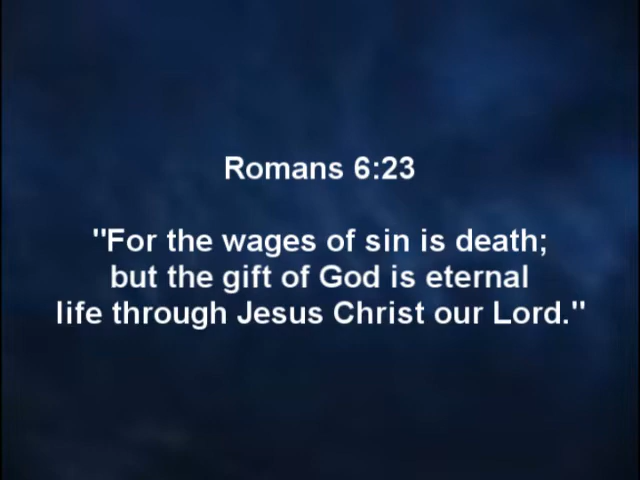 Romans 6:23
"For the wages of sin is death;
but the gift of God is eternal
life through Jesus Christ our Lord."